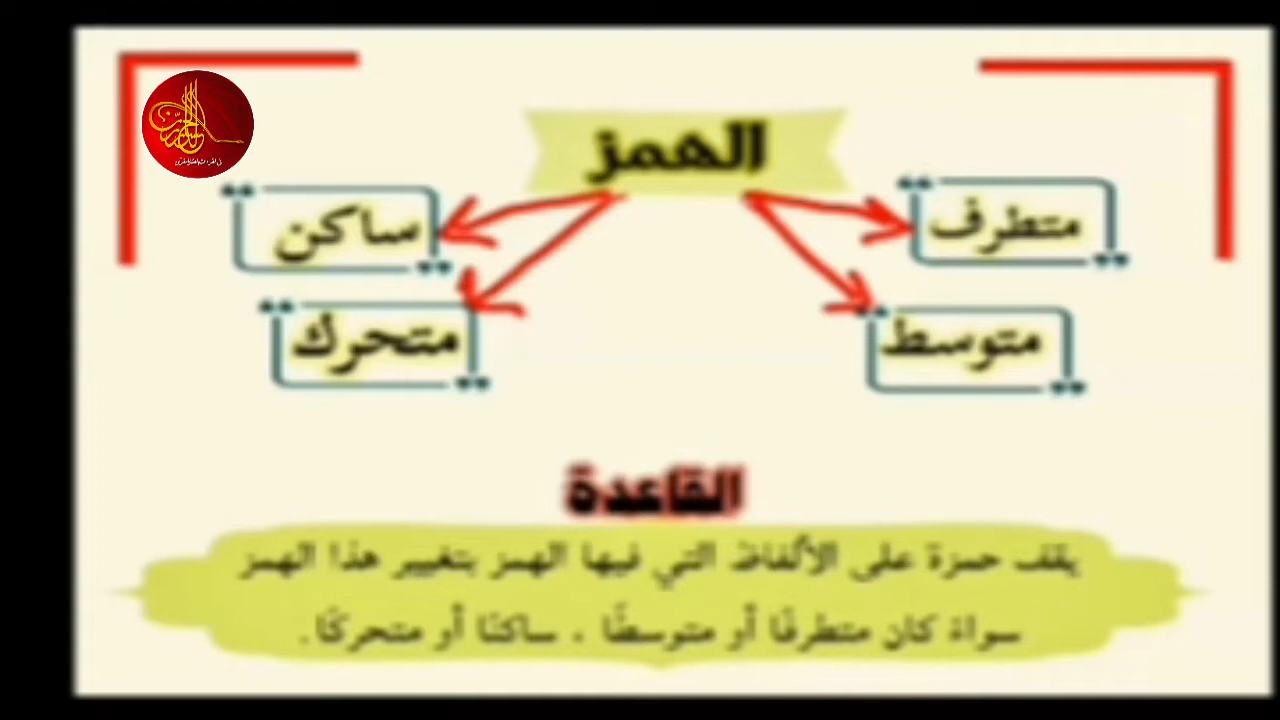 الهمز
متطرف
ساكن
متوسط
متحرك
القاعدة
يقف حمزة على الألفاظ التي فيها الهمز بتغيير هذا الهمز
سواءً كان متطرفًا أو متوسطًا ، ساكنًا أو متحركًا.